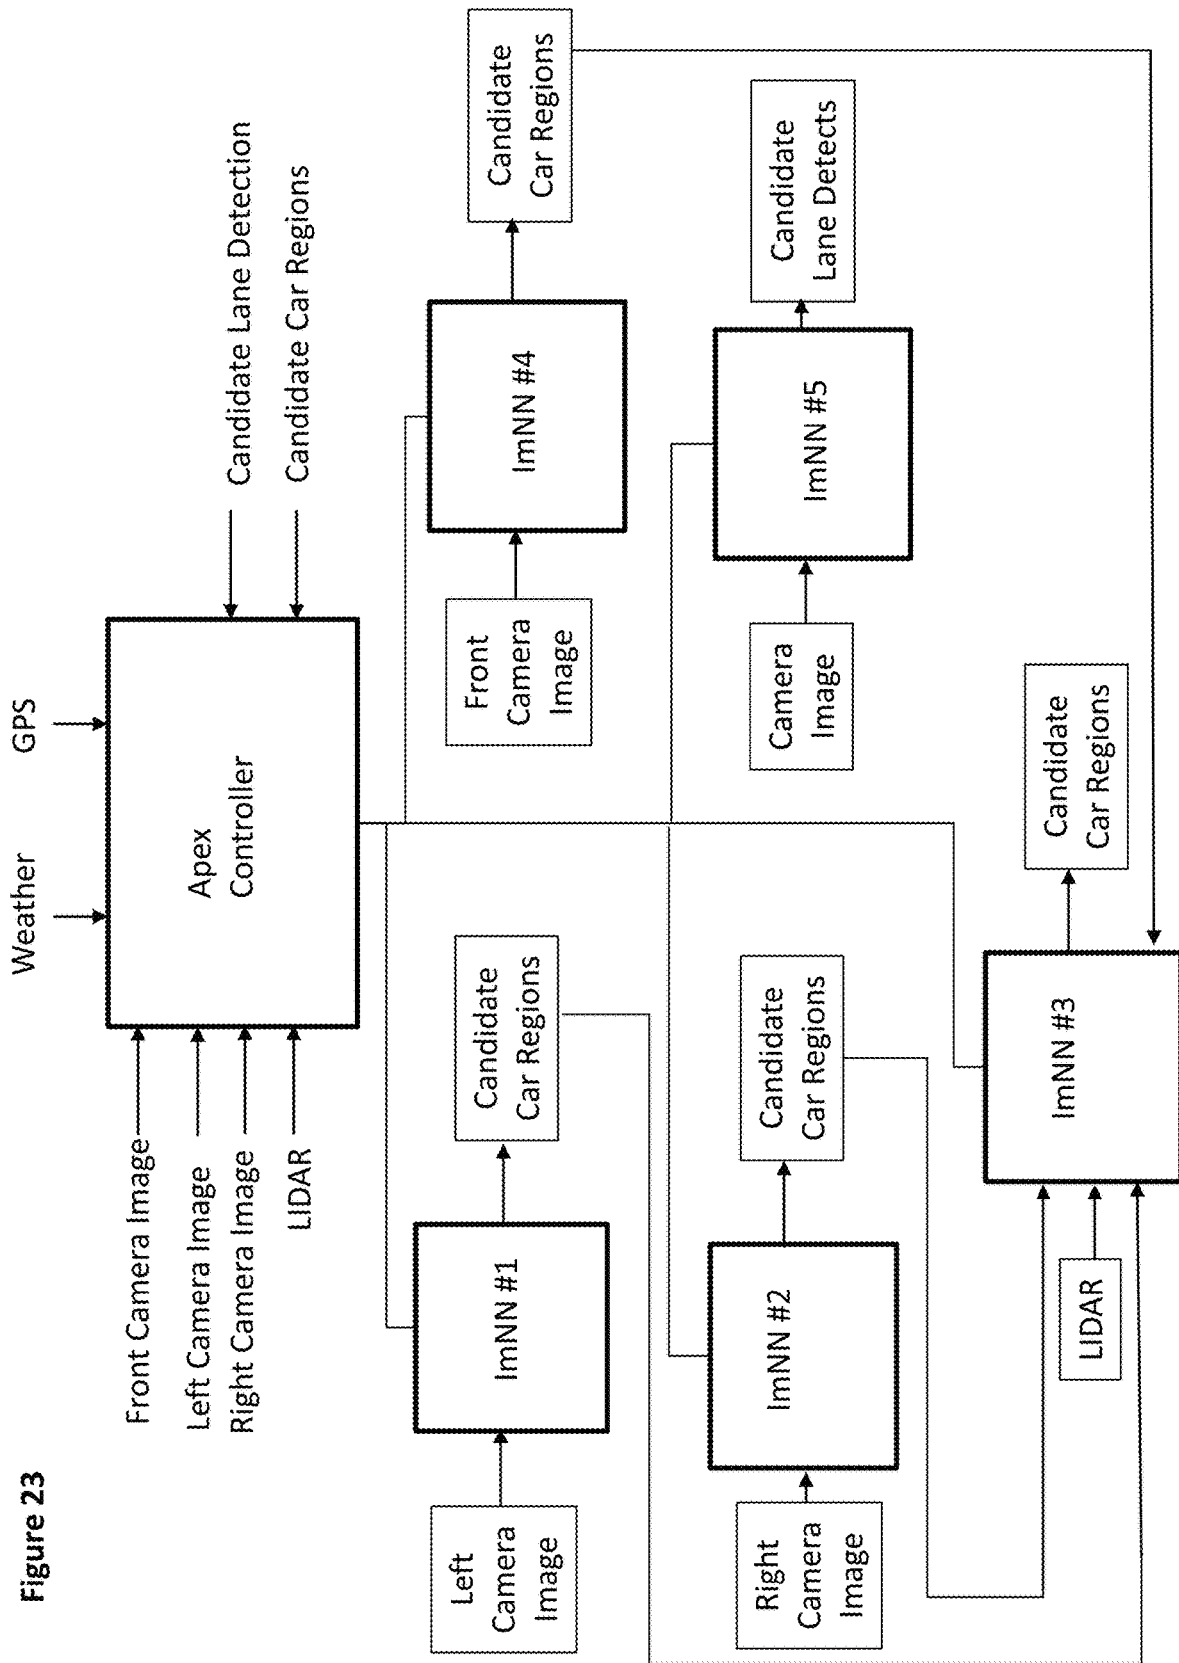 Figure 23
Weather
GPS
Front Camera Image
Left Camera Image
Right Camera Image
LIDAR
Apex
Controller
Candidate Lane Detection
Candidate Car Regions
Left
Camera
Image
ImNN #1
Candidate
Car Regions
Front
Camera
Image
ImNN #4
Candidate
Car Regions
Right
Camera
Image
ImNN #2
Candidate
Car Regions
Camera
Image
ImNN #5
Candidate
Lane Detects
LIDAR
ImNN #3
Candidate
Car Regions